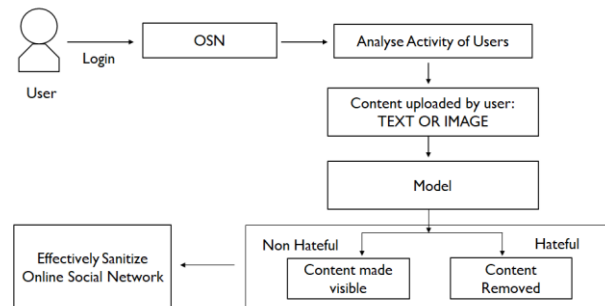 OSN
Analyse Activity of Users
Login
User
Content uploaded by user:
TEXT OR IMAGE
Model
Non Hateful
Hateful
Effectively Sanitize
Online Social Network
Content made
visible
Content
Removed